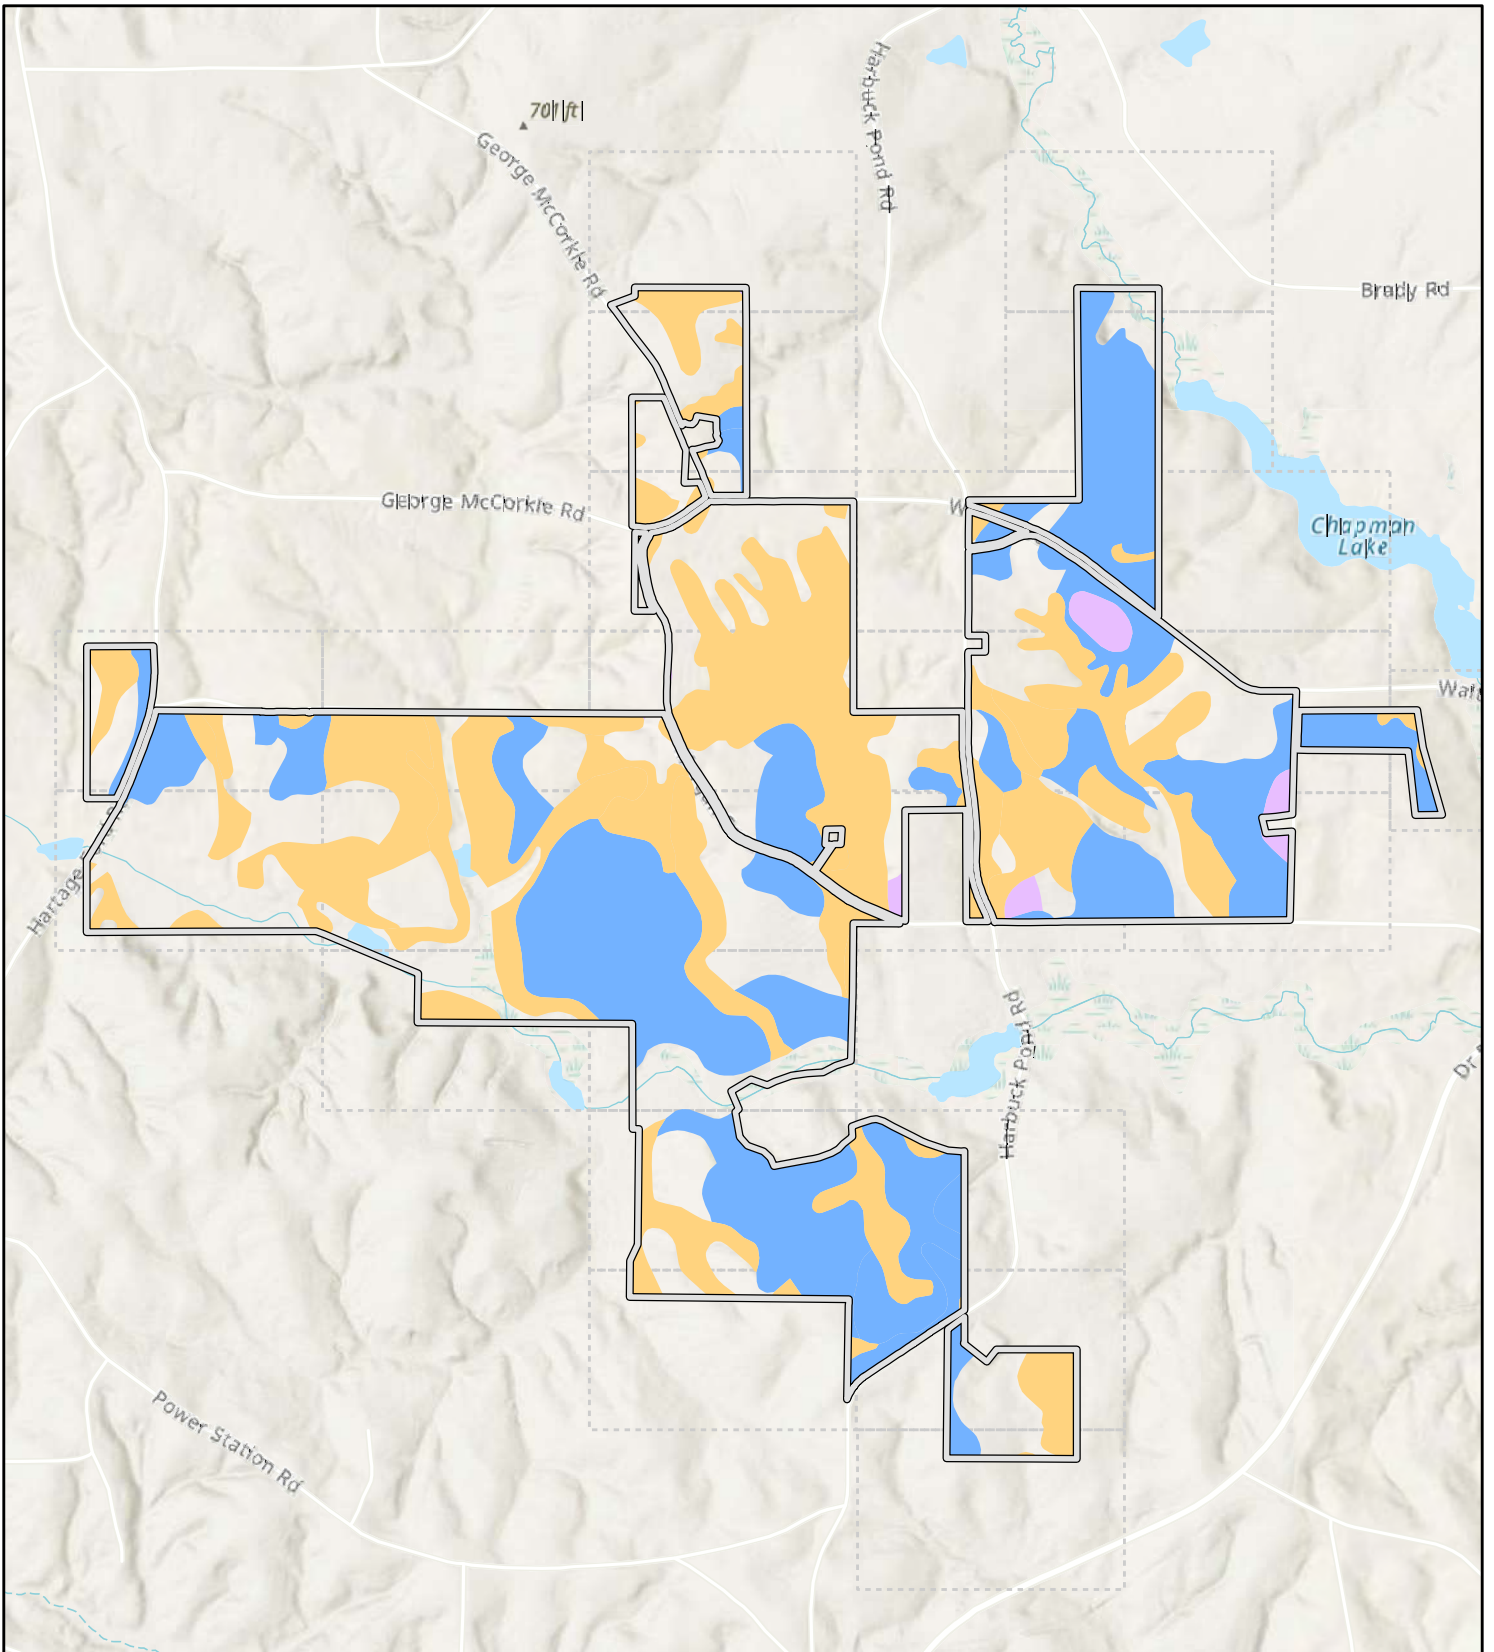 701 ft
George McCorkle Rd
Harbuck Pond Rd
Brady Rd
George McCorkle Rd
W
Chapman
Lake
Harbuck Pond Rd
Power Station Rd